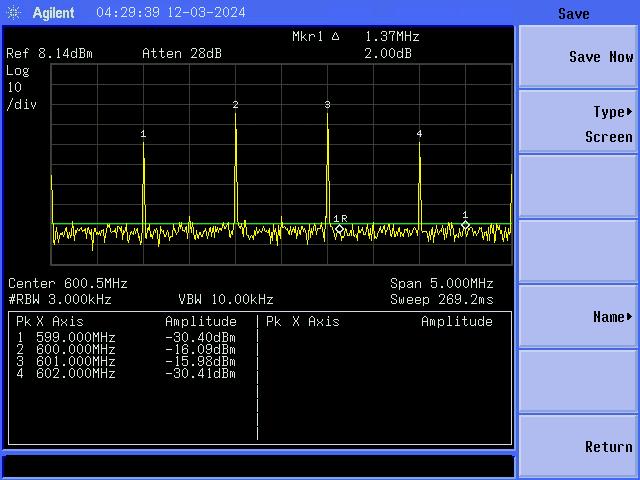 Agilent 04:29:39 12-03-2024 Save
Mkr1 Δ 1.37MHz
Ref 8.14dBm Atten 28dB 2.00dB
Log
10
/div
1
2
3
4
1R
1
Center 600.5MHz Span 5.000MHz
#RBW 3.000kHz VBW 10.00kHz Sweep 269.2ms
Pk X Axis Amplitude Pk X Axis Amplitude
1 599.000MHz -30.40dBm
2 600.000MHz -16.09dBm
3 601.000MHz -15.98dBm
4 602.000MHz -30.41dBm
Save Now
Type
Screen
Name
Return